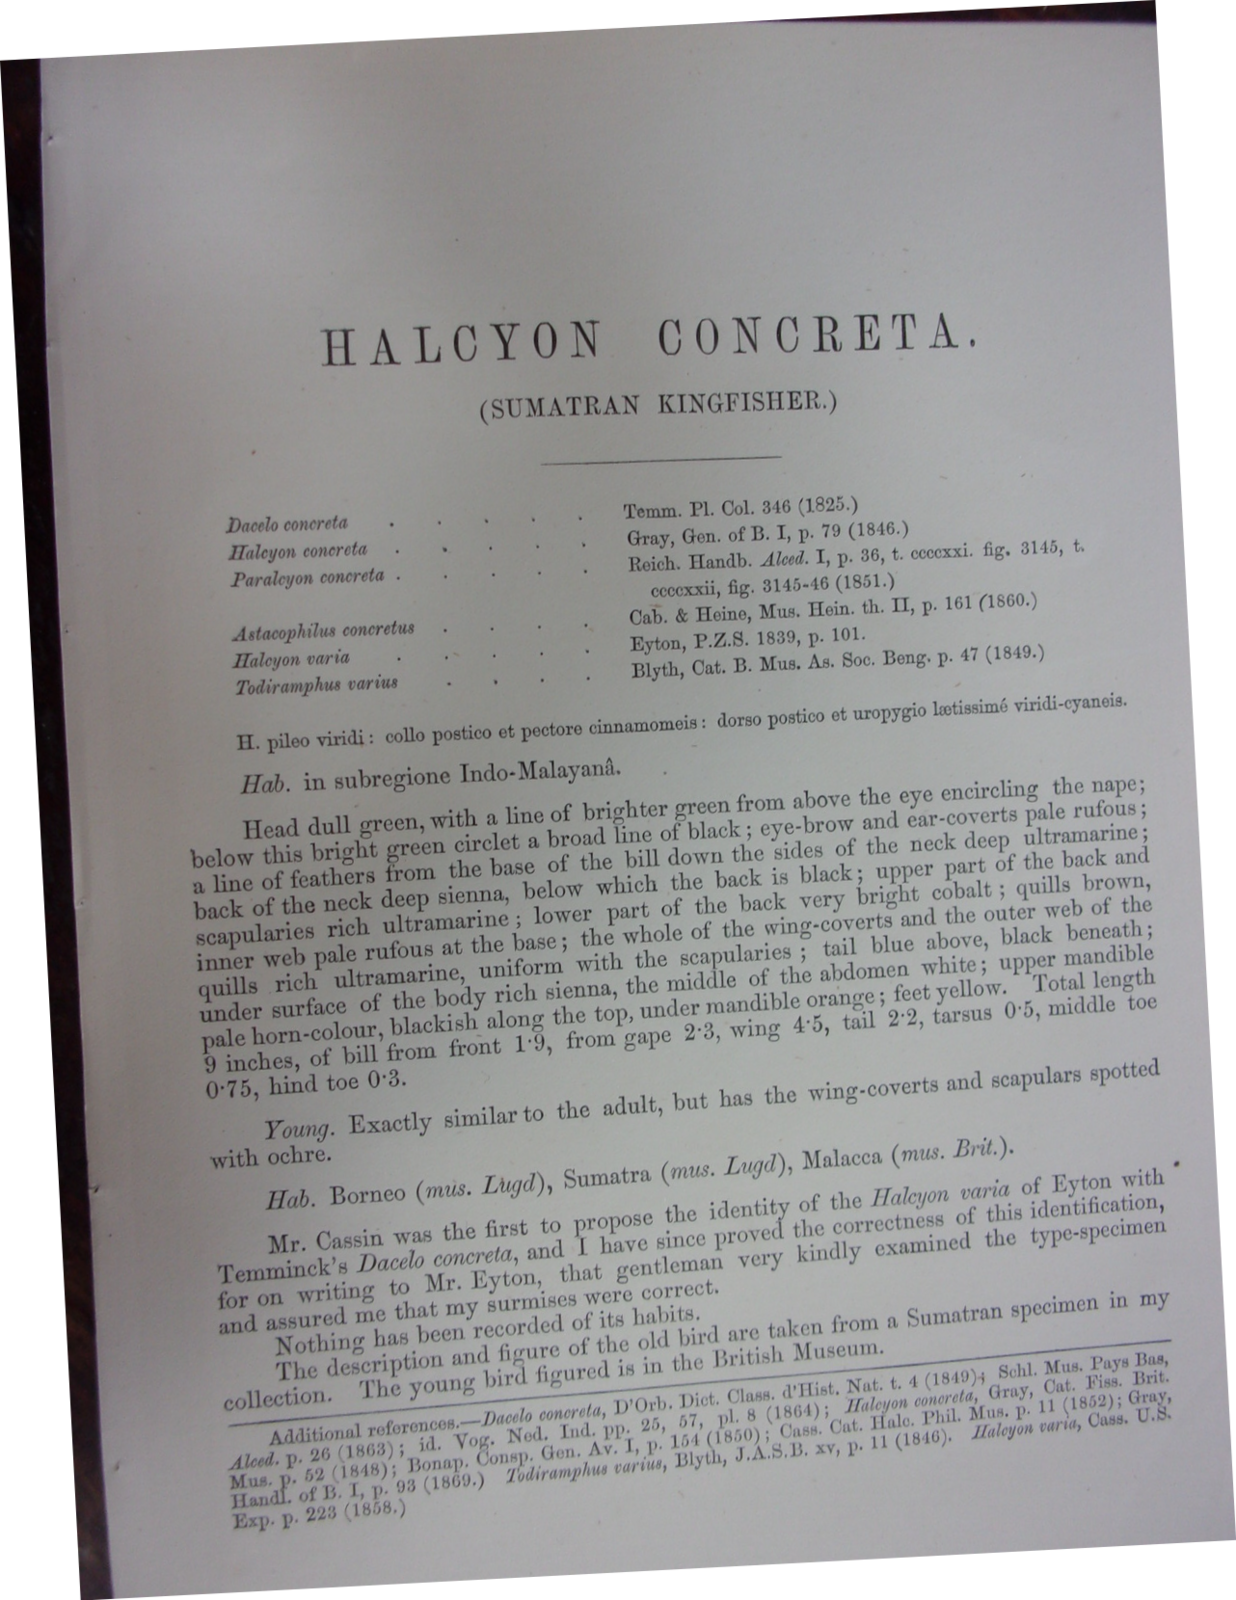 HALCYON CONCRETA.
(SUMATRAN KINGFISHER.)
Dacelo concreta . . . . . Temm. Pl. Col. 346 (1825.)
Halcyon concreta . . . . . Gray, Gen. of B. I, p. 79 (1846.)
Paralcyon concreta . . . . . Reich. Handb. Alced. I, p. 36, t. ccccxxi. fig. 3145, t.
ccccxxii, fig. 3145-46 (1851.)
Astacophilus concretus . . . . Cab. & Heine, Mus. Hein. th. II, p. 161 (1860.)
Halcyon varia . . . . . Eyton, P.Z.S. 1839, p. 101.
Todiramphus varius . . . . Blyth, Cat. B. Mus. As. Soc. Beng. p. 47 (1849.)
H. pileo viridi: collo postico et pectore cinnamomeis: dorso postico et uropygio lætissimé viridi-cyaneis.
Hab. in subregione Indo-Malayanâ.
Head dull green, with a line of brighter green from above the eye encircling the nape;
below this bright green circlet a broad line of black; eye-brow and ear-coverts pale rufous;
a line of feathers from the base of the bill down the sides of the neck deep ultramarine;
back of the neck deep sienna, below which the back is black; upper part of the back and
scapularies rich ultramarine; lower part of the back very bright cobalt; quills brown,
inner web pale rufous at the base; the whole of the wing-coverts and the outer web of the
quills rich ultramarine, uniform with the scapularies; tail blue above, black beneath;
under surface of the body rich sienna, the middle of the abdomen white; upper mandible
pale horn-colour, blackish along the top, under mandible orange; feet yellow. Total length
9 inches, of bill from front 1·9, from gape 2·3, wing 4·5, tail 2·2, tarsus 0·5, middle toe
0·75, hind toe 0·3.
Young. Exactly similar to the adult, but has the wing-coverts and scapulars spotted
with ochre.
Hab. Borneo (mus. Lugd), Sumatra (mus. Lugd), Malacca (mus. Brit.).
Mr. Cassin was the first to propose the identity of the Halcyon varia of Eyton with
Temminck's Dacelo concreta, and I have since proved the correctness of this identification,
for on writing to Mr. Eyton, that gentleman very kindly examined the type-specimen
and assured me that my surmises were correct.
Nothing has been recorded of its habits.
The description and figure of the old bird are taken from a Sumatran specimen in my
collection. The young bird figured is in the British Museum.
Additional references.—Dacelo concreta, D'Orb. Dict. Class. d'Hist. Nat. t. 4 (1849); Schl. Mus. Pays Bas,
Alced. p. 26 (1863); id. Vog. Ned. Ind. pp. 25, 57, pl. 8 (1864); Halcyon concreta, Gray, Cat. Fiss. Brit.
Mus. p. 52 (1848); Bonap. Consp. Gen. Av. I, p. 154 (1850); Cass. Cat. Halc. Phil. Mus. p. 11 (1852); Gray,
Handl. of B. I, p. 93 (1869.) Todiramphus varius, Blyth, J.A.S.B. xv, p. 11 (1846). Halcyon varia, Cass. U.S.
Exp. p. 223 (1858.)